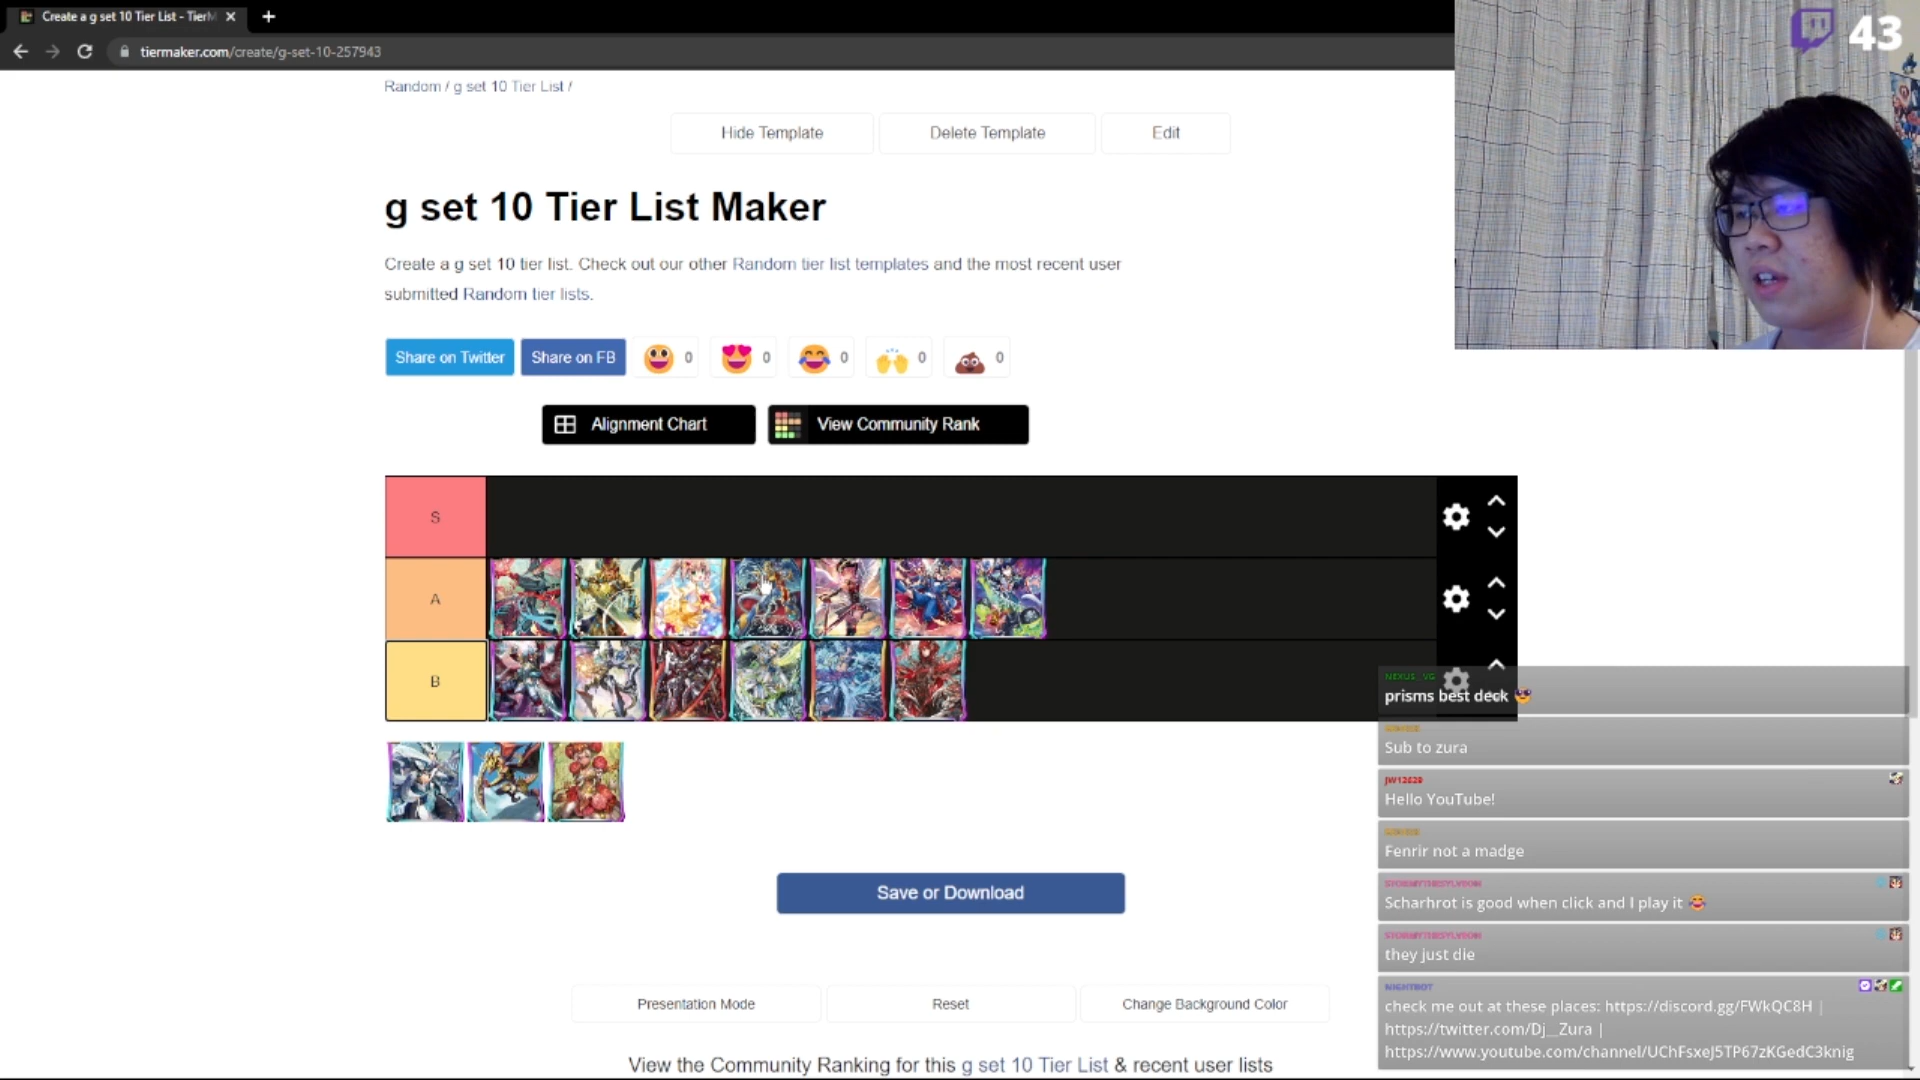 Create a g set 10 Tier List - TierM
tiermaker.com/create/g-set-10-257943
43
Random / g set 10 Tier List /
Hide Template
Delete Template
Edit
g set 10 Tier List Maker
Create a g set 10 tier list. Check out our other Random tier list templates and the most recent user
submitted Random tier lists.
Share on Twitter
Share on FB
0
0
0
0
0
Alignment Chart
View Community Rank
S
A
B
NEXUS_VG
prisms best deck
Sub to zura
JW12629
Hello YouTube!
Fenrir not a madge
STORMYTHESYLVEON
Scharhrot is good when click and I play it
STORMYTHESYLVEON
they just die
NIGHTBOT
check me out at these places: https://discord.gg/FWkQC8H |
https://twitter.com/Dj_Zura |
https://www.youtube.com/channel/UChFsxeJ5TP67zKGedC3knig
Save or Download
Presentation Mode
Reset
Change Background Color
View the Community Ranking for this g set 10 Tier List & recent user lists